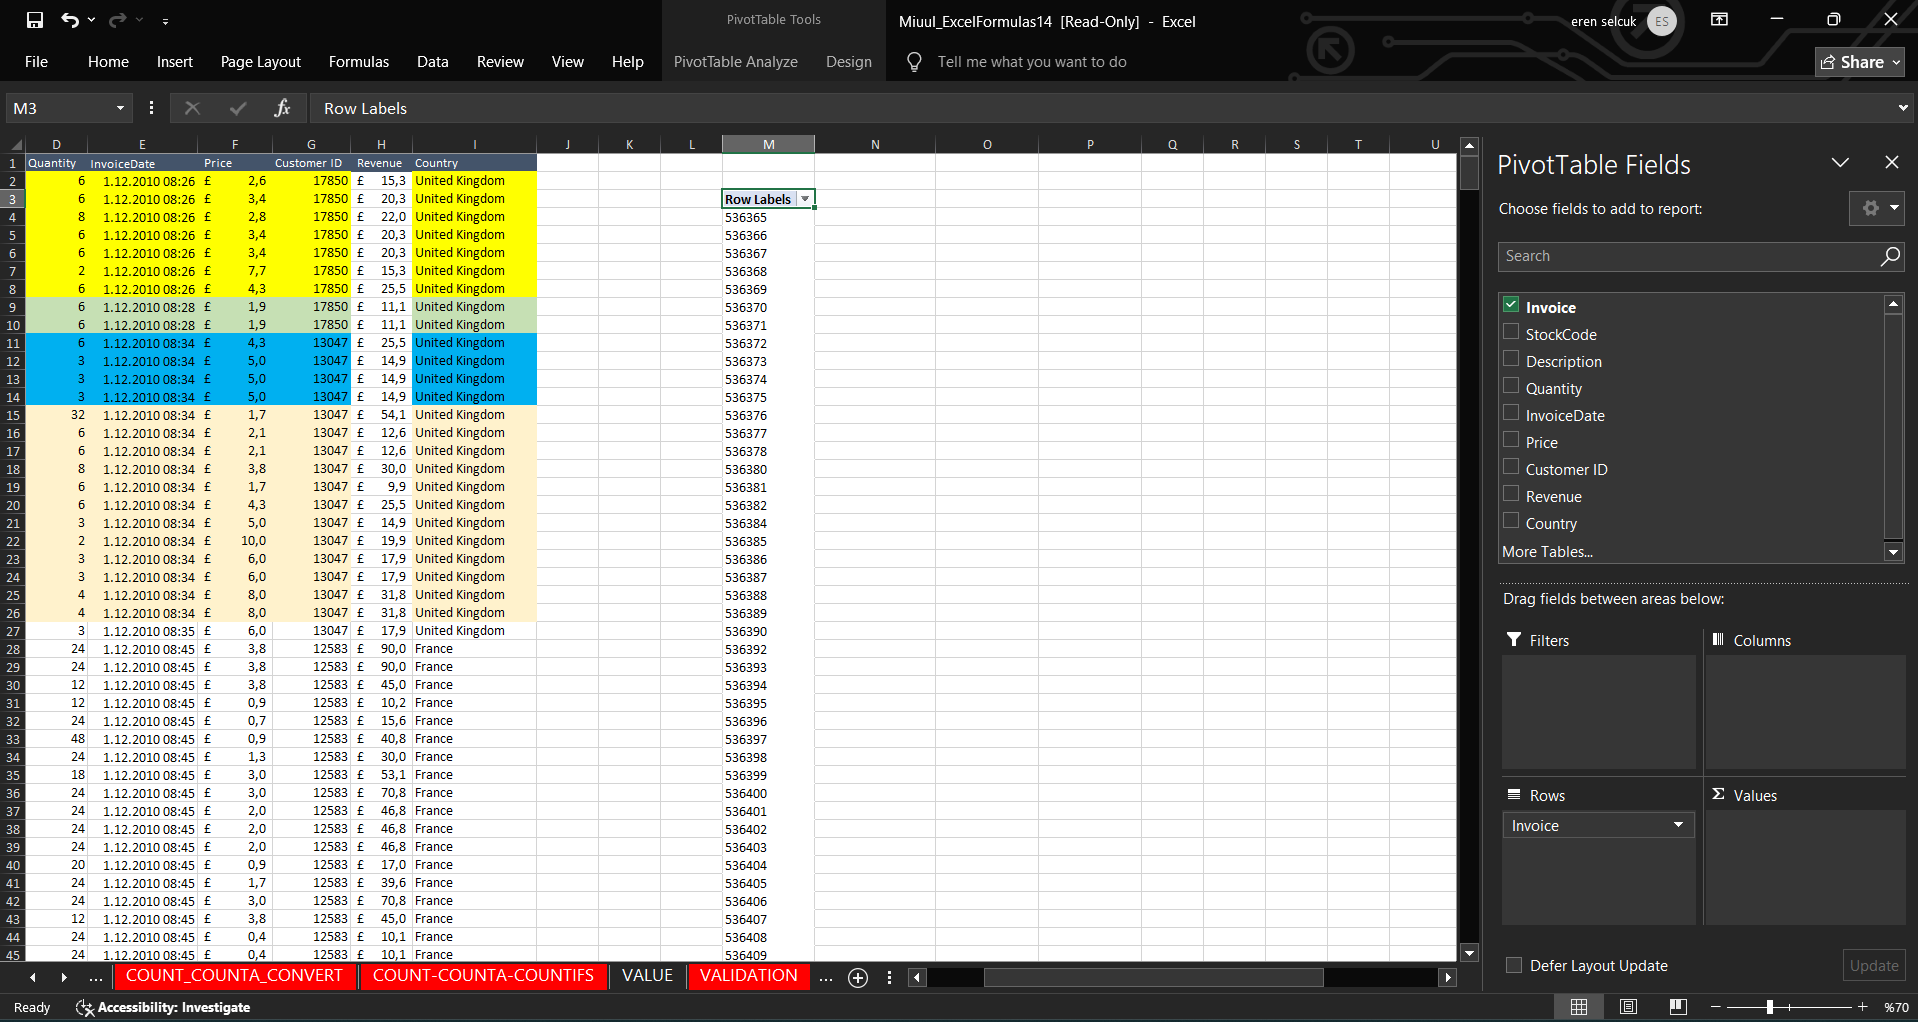 PivotTable Tools
Miuul_ExcelFormulas14 [Read-Only] - Excel
eren selcuk ES
File Home Insert Page Layout Formulas Data Review View Help PivotTable Analyze Design Tell me what you want to do Share
M3 fx Row Labels
D E F G H I J K L M N O P Q R S T U
1 Quantity InvoiceDate Price Customer ID Revenue Country
2 6 1.12.2010 08:26 £ 2,6 17850 £ 15,3 United Kingdom
3 6 1.12.2010 08:26 £ 3,4 17850 £ 20,3 United Kingdom Row Labels
4 8 1.12.2010 08:26 £ 2,8 17850 £ 22,0 United Kingdom 536365
5 6 1.12.2010 08:26 £ 3,4 17850 £ 20,3 United Kingdom 536366
6 6 1.12.2010 08:26 £ 3,4 17850 £ 20,3 United Kingdom 536367
7 2 1.12.2010 08:26 £ 7,7 17850 £ 15,3 United Kingdom 536368
8 6 1.12.2010 08:26 £ 4,3 17850 £ 25,5 United Kingdom 536369
9 6 1.12.2010 08:28 £ 1,9 17850 £ 11,1 United Kingdom 536370
10 6 1.12.2010 08:28 £ 1,9 17850 £ 11,1 United Kingdom 536371
11 6 1.12.2010 08:34 £ 4,3 13047 £ 25,5 United Kingdom 536372
12 3 1.12.2010 08:34 £ 5,0 13047 £ 14,9 United Kingdom 536373
13 3 1.12.2010 08:34 £ 5,0 13047 £ 14,9 United Kingdom 536374
14 3 1.12.2010 08:34 £ 5,0 13047 £ 14,9 United Kingdom 536375
15 32 1.12.2010 08:34 £ 1,7 13047 £ 54,1 United Kingdom 536376
16 6 1.12.2010 08:34 £ 2,1 13047 £ 12,6 United Kingdom 536377
17 6 1.12.2010 08:34 £ 2,1 13047 £ 12,6 United Kingdom 536378
18 8 1.12.2010 08:34 £ 3,8 13047 £ 30,0 United Kingdom 536380
19 6 1.12.2010 08:34 £ 1,7 13047 £ 9,9 United Kingdom 536381
20 6 1.12.2010 08:34 £ 4,3 13047 £ 25,5 United Kingdom 536382
21 3 1.12.2010 08:34 £ 5,0 13047 £ 14,9 United Kingdom 536384
22 2 1.12.2010 08:34 £ 10,0 13047 £ 19,9 United Kingdom 536385
23 3 1.12.2010 08:34 £ 6,0 13047 £ 17,9 United Kingdom 536386
24 3 1.12.2010 08:34 £ 6,0 13047 £ 17,9 United Kingdom 536387
25 4 1.12.2010 08:34 £ 8,0 13047 £ 31,8 United Kingdom 536388
26 4 1.12.2010 08:34 £ 8,0 13047 £ 31,8 United Kingdom 536389
27 3 1.12.2010 08:35 £ 6,0 13047 £ 17,9 United Kingdom 536390
28 24 1.12.2010 08:45 £ 3,8 12583 £ 90,0 France 536392
29 24 1.12.2010 08:45 £ 3,8 12583 £ 90,0 France 536393
30 12 1.12.2010 08:45 £ 3,8 12583 £ 45,0 France 536394
31 12 1.12.2010 08:45 £ 0,9 12583 £ 10,2 France 536395
32 24 1.12.2010 08:45 £ 0,7 12583 £ 15,6 France 536396
33 48 1.12.2010 08:45 £ 0,9 12583 £ 40,8 France 536397
34 24 1.12.2010 08:45 £ 1,3 12583 £ 30,0 France 536398
35 18 1.12.2010 08:45 £ 3,0 12583 £ 53,1 France 536399
36 24 1.12.2010 08:45 £ 3,0 12583 £ 70,8 France 536400
37 24 1.12.2010 08:45 £ 2,0 12583 £ 46,8 France 536401
38 24 1.12.2010 08:45 £ 2,0 12583 £ 46,8 France 536402
39 24 1.12.2010 08:45 £ 2,0 12583 £ 46,8 France 536403
40 20 1.12.2010 08:45 £ 0,9 12583 £ 17,0 France 536404
41 24 1.12.2010 08:45 £ 1,7 12583 £ 39,6 France 536405
42 24 1.12.2010 08:45 £ 3,0 12583 £ 70,8 France 536406
43 12 1.12.2010 08:45 £ 3,8 12583 £ 45,0 France 536407
44 24 1.12.2010 08:45 £ 0,4 12583 £ 10,1 France 536408
45 24 1.12.2010 08:45 £ 0,4 12583 £ 10,1 France 536409
PivotTable Fields
Choose fields to add to report:
Search
Invoice
StockCode
Description
Quantity
InvoiceDate
Price
Customer ID
Revenue
Country
More Tables...
Drag fields between areas below:
Filters Columns
Rows Σ Values
Invoice
Defer Layout Update Update
... COUNT_COUNTA_CONVERT COUNT-COUNTA-COUNTIFS VALUE VALIDATION ...
Ready Accessibility: Investigate %70